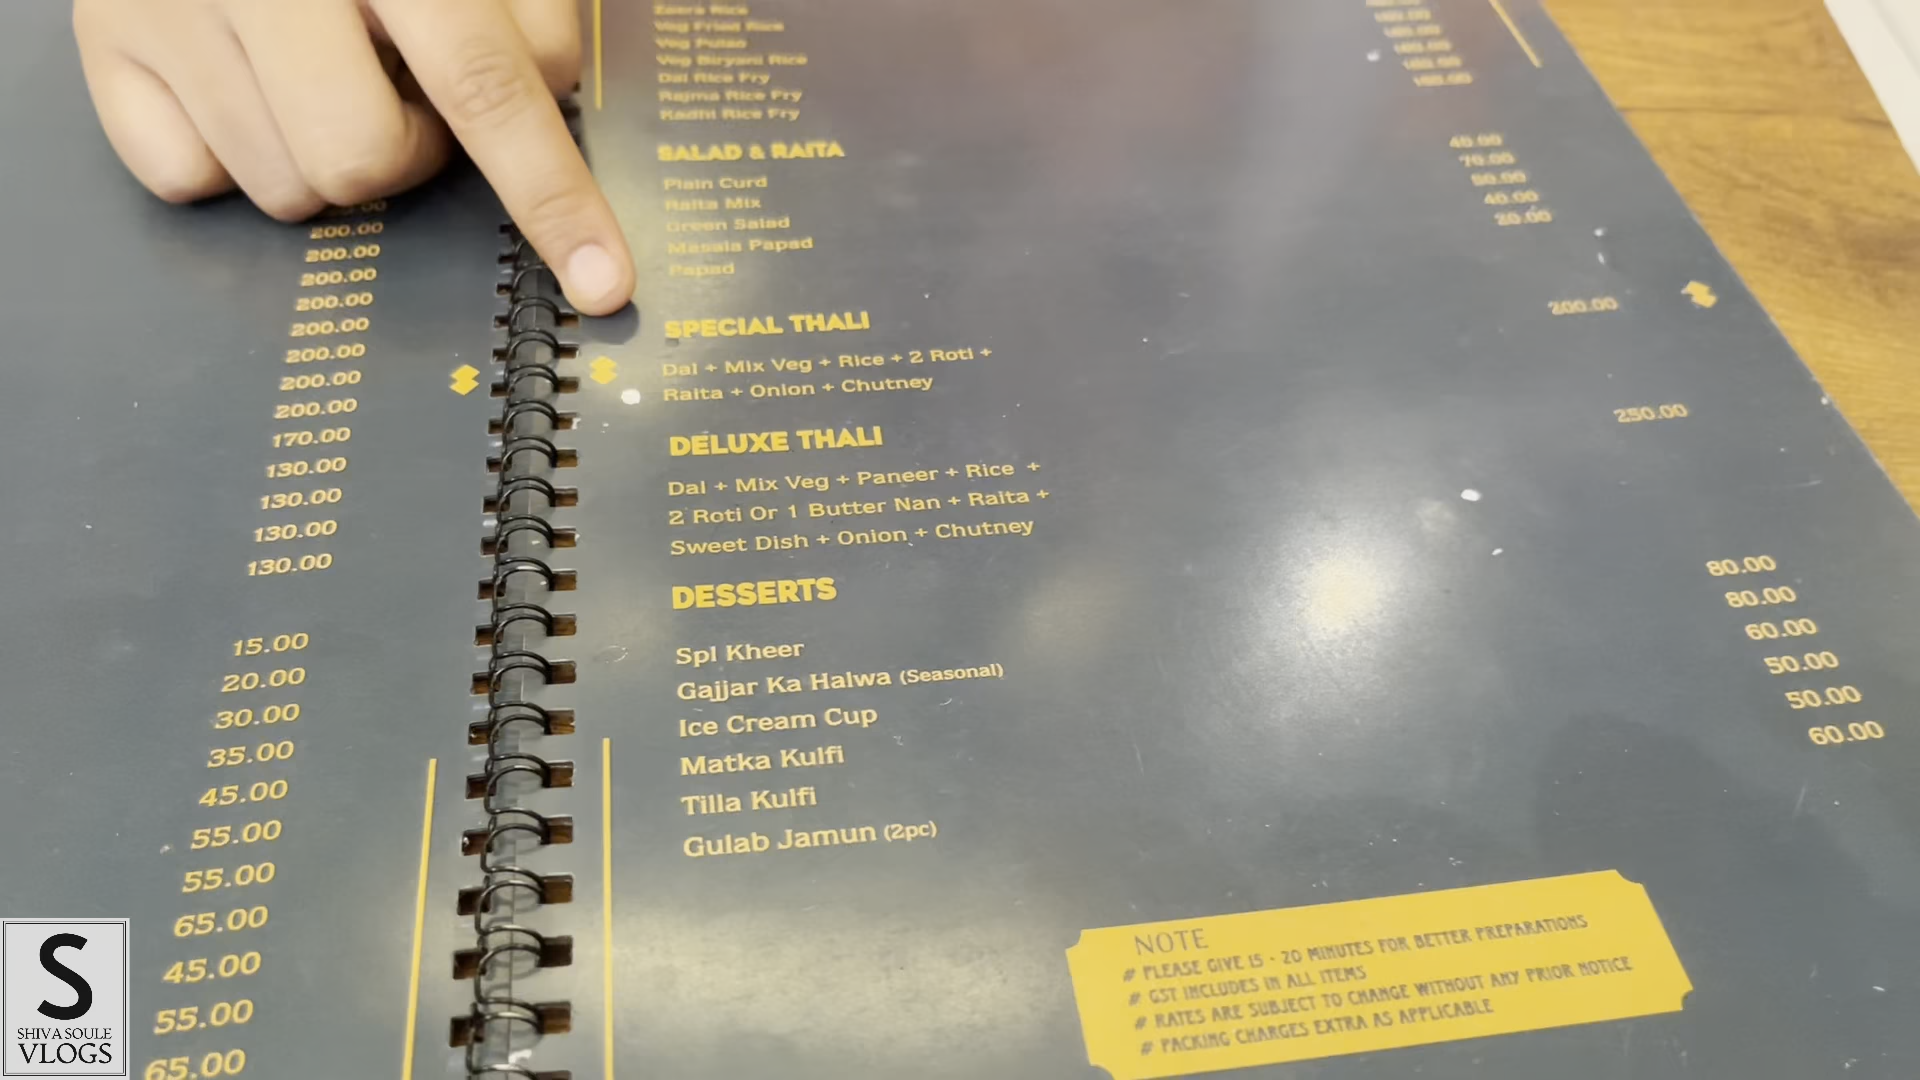 Zeera Rice
Veg Fried Rice
Veg Pulao
Veg Biryani Rice
Dal Rice Fry
Rajma Rice Fry
Kadhi Rice Fry
160.00
SALAD & RAITA
Plain Curd 40.00
Raita Mix 70.00
Green Salad 50.00
Masala Papad 40.00
Papad 20.00
SPECIAL THALI 200.00
Dal + Mix Veg + Rice + 2 Roti +
Raita + Onion + Chutney
DELUXE THALI 250.00
Dal + Mix Veg + Paneer + Rice +
2 Roti Or 1 Butter Nan + Raita +
Sweet Dish + Onion + Chutney
DESSERTS
Spl Kheer 80.00
Gajjar Ka Halwa (Seasonal) 80.00
Ice Cream Cup 60.00
Matka Kulfi 50.00
Tilla Kulfi 50.00
Gulab Jamun (2pc) 60.00
NOTE
# PLEASE GIVE 15 - 20 MINUTES FOR BETTER PREPARATIONS
# GST INCLUDES IN ALL ITEMS
# RATES ARE SUBJECT TO CHANGE WITHOUT ANY PRIOR NOTICE
# PACKING CHARGES EXTRA AS APPLICABLE
200.00
200.00
200.00
200.00
200.00
200.00
200.00
200.00
170.00
130.00
130.00
130.00
130.00
15.00
20.00
30.00
35.00
45.00
55.00
55.00
65.00
45.00
55.00
65.00
S
SHIVA SOULE
VLOGS